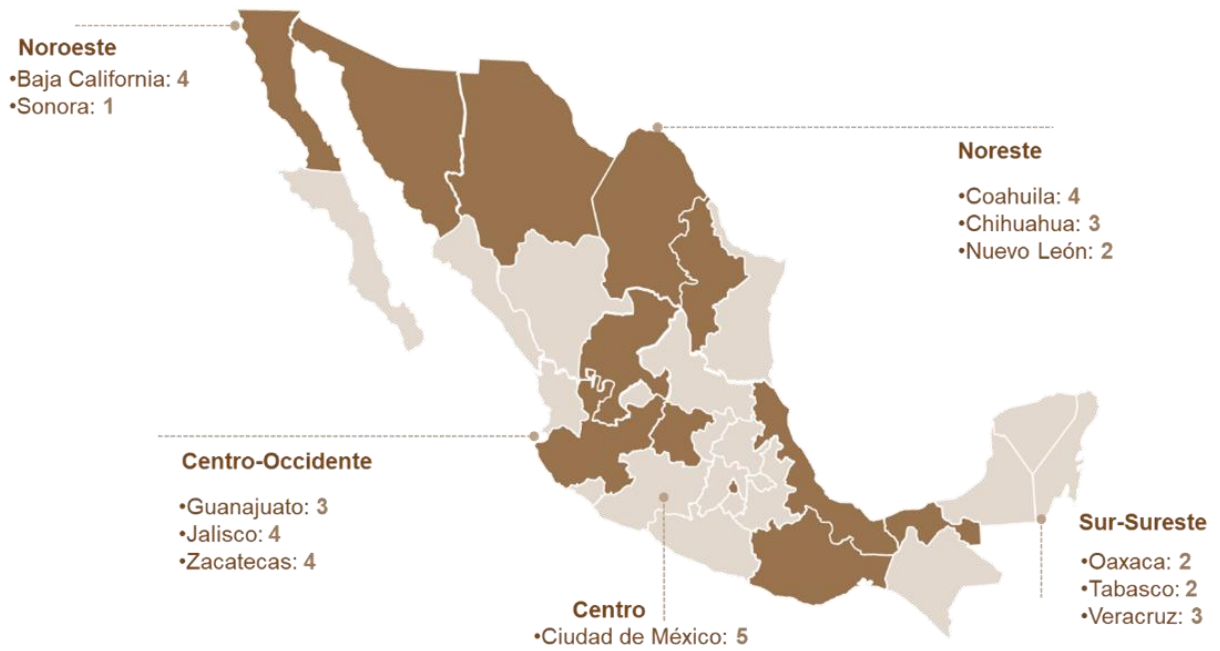 Noroeste
•Baja California: 4
•Sonora: 1
Noreste
•Coahuila: 4
•Chihuahua: 3
•Nuevo León: 2
Centro-Occidente
•Guanajuato: 3
•Jalisco: 4
•Zacatecas: 4
Centro
•Ciudad de México: 5
Sur-Sureste
•Oaxaca: 2
•Tabasco: 2
•Veracruz: 3